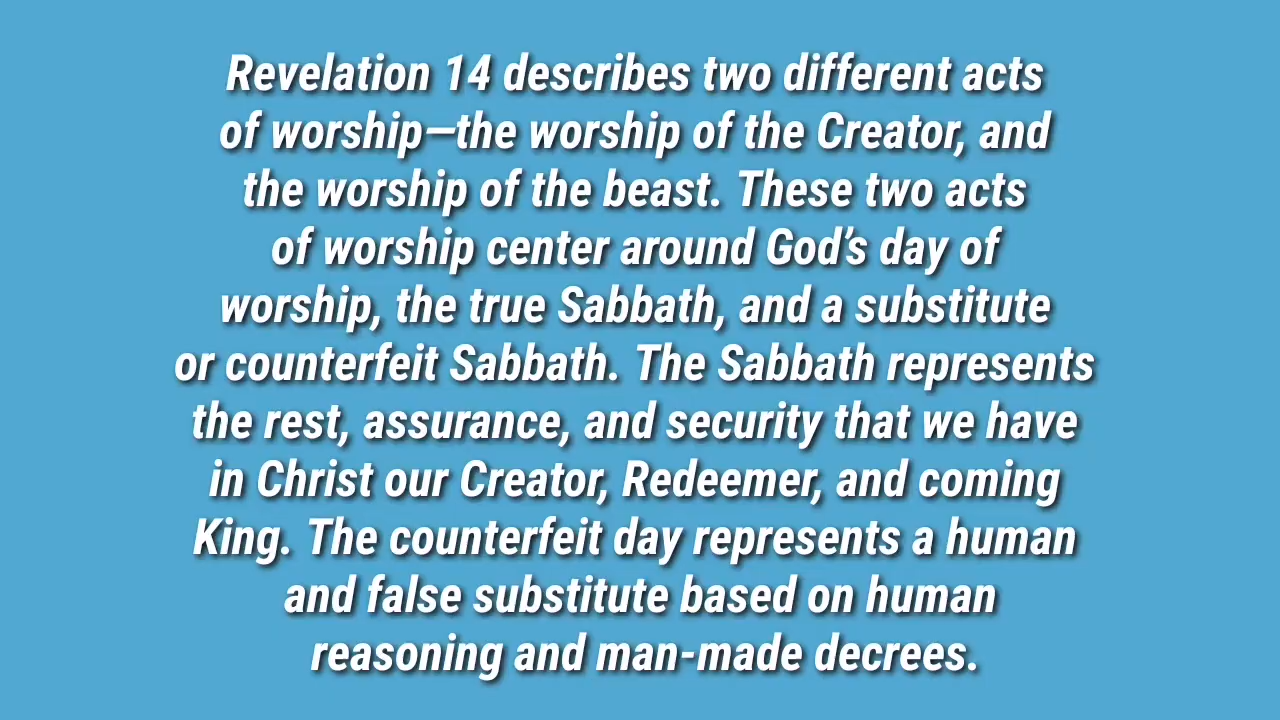 Revelation 14 describes two different acts
of worship—the worship of the Creator, and
the worship of the beast. These two acts
of worship center around God’s day of
worship, the true Sabbath, and a substitute
or counterfeit Sabbath. The Sabbath represents
the rest, assurance, and security that we have
in Christ our Creator, Redeemer, and coming
King. The counterfeit day represents a human
and false substitute based on human
reasoning and man-made decrees.